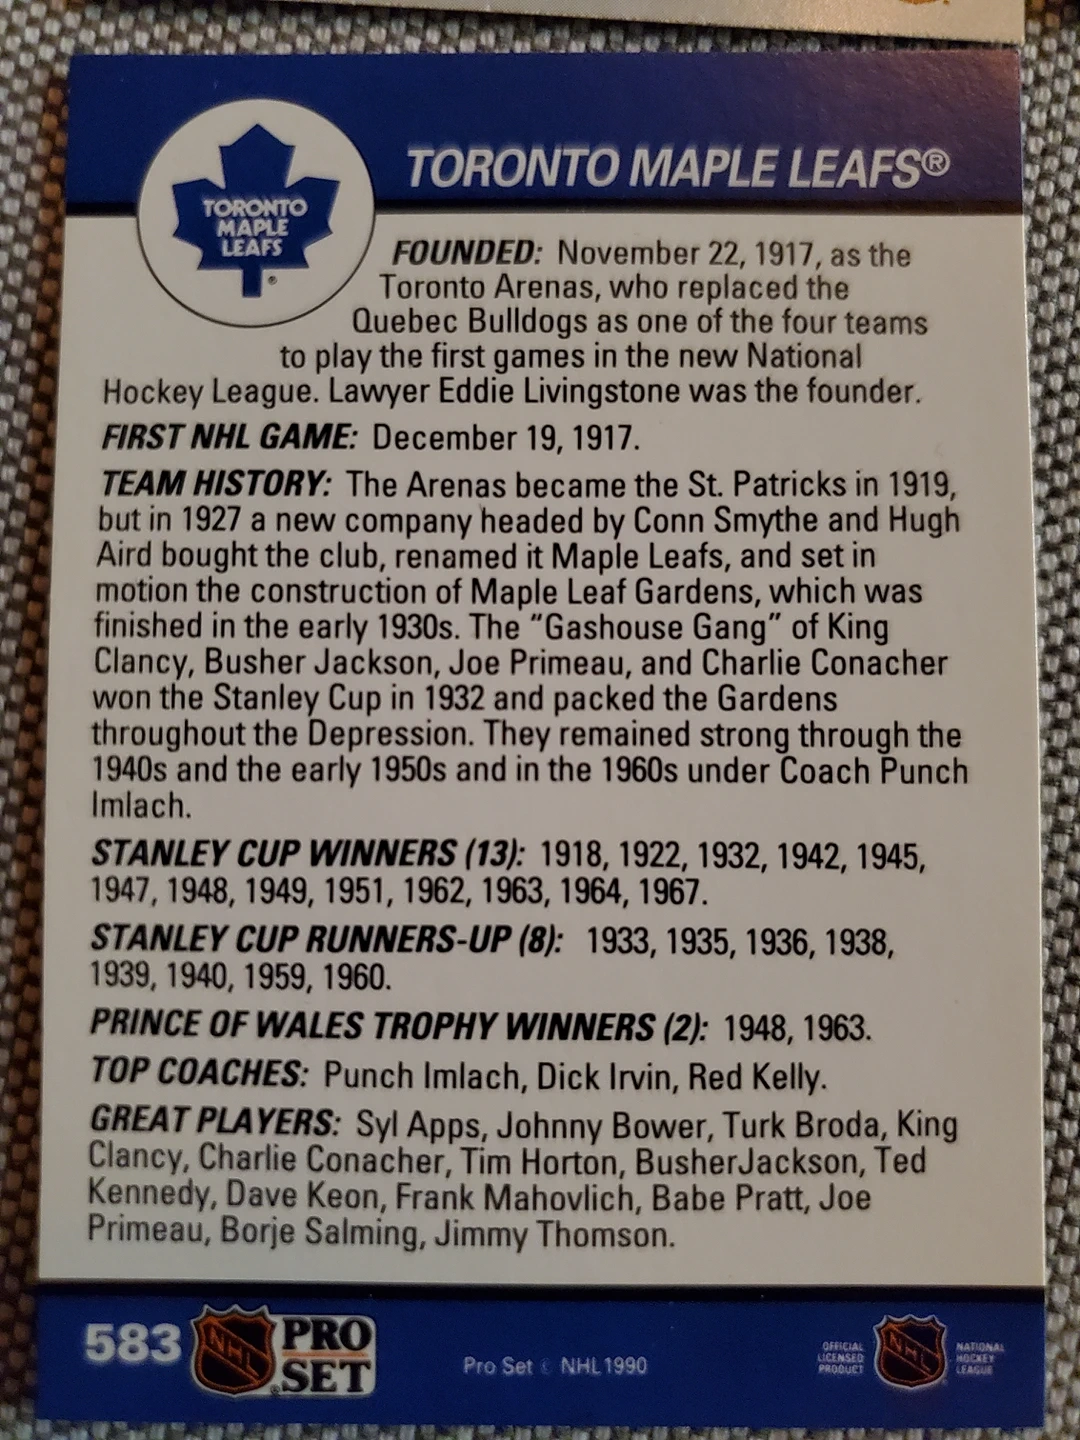 TORONTO MAPLE LEAFS®
TORONTO
MAPLE
LEAFS
®
FOUNDED: November 22, 1917, as the
Toronto Arenas, who replaced the
Quebec Bulldogs as one of the four teams
to play the first games in the new National
Hockey League. Lawyer Eddie Livingstone was the founder.
FIRST NHL GAME: December 19, 1917.
TEAM HISTORY: The Arenas became the St. Patricks in 1919,
but in 1927 a new company headed by Conn Smythe and Hugh
Aird bought the club, renamed it Maple Leafs, and set in
motion the construction of Maple Leaf Gardens, which was
finished in the early 1930s. The “Gashouse Gang” of King
Clancy, Busher Jackson, Joe Primeau, and Charlie Conacher
won the Stanley Cup in 1932 and packed the Gardens
throughout the Depression. They remained strong through the
1940s and the early 1950s and in the 1960s under Coach Punch
Imlach.
STANLEY CUP WINNERS (13): 1918, 1922, 1932, 1942, 1945,
1947, 1948, 1949, 1951, 1962, 1963, 1964, 1967.
STANLEY CUP RUNNERS-UP (8): 1933, 1935, 1936, 1938,
1939, 1940, 1959, 1960.
PRINCE OF WALES TROPHY WINNERS (2): 1948, 1963.
TOP COACHES: Punch Imlach, Dick Irvin, Red Kelly.
GREAT PLAYERS: Syl Apps, Johnny Bower, Turk Broda, King
Clancy, Charlie Conacher, Tim Horton, BusherJackson, Ted
Kennedy, Dave Keon, Frank Mahovlich, Babe Pratt, Joe
Primeau, Borje Salming, Jimmy Thomson.
583 NHL PRO
SET
Pro Set © NHL 1990
OFFICIAL
LICENSED
PRODUCT
NHL
NATIONAL
HOCKEY
LEAGUE